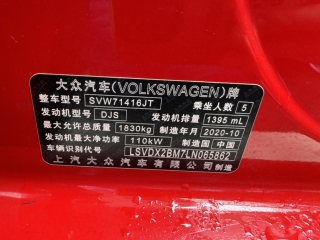 大众汽车(VOLKSWAGEN)牌
整车型号 SVW71416JT 乘坐人数 5
发动机型号 DJS 发动机排量 1395 mL
最大允许总质量 1830kg 制造年月 2020-10
发动机最大净功率 110kW 制造国 中国
车辆识别代号 LSVDX2BM7LN065862
上汽大众汽车有限公司 制造